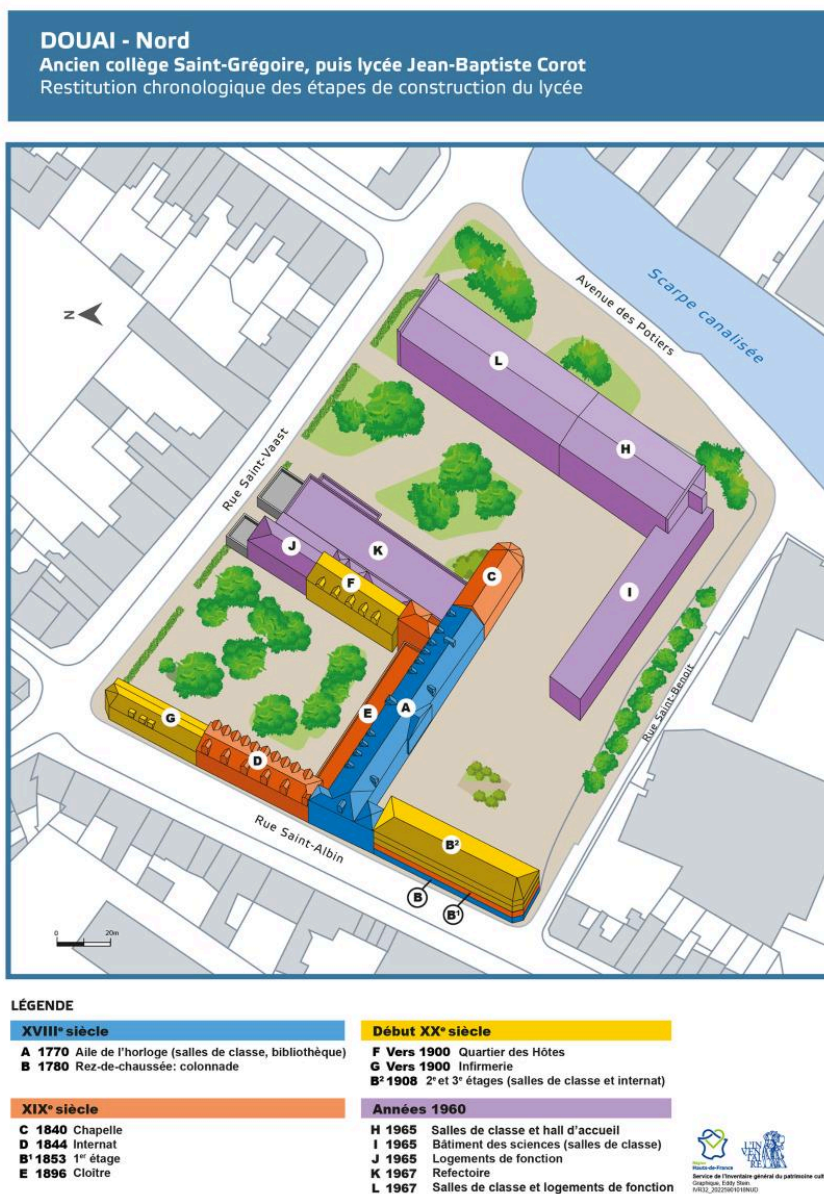 DOUAI - Nord
Ancien collège Saint-Grégoire, puis lycée Jean-Baptiste Corot
Restitution chronologique des étapes de construction du lycée
Scarpe canalisée
Avenue des Potiers
N
L
H
Rue Saint-Vaast
K
J
C
F
I
E
A
G
D
Rue Saint-Benoit
Rue Saint-Albin
B²
B
B¹
0 20m
LÉGENDE
XVIIIe siècle
A 1770 Aile de l'horloge (salles de classe, bibliothèque)
B 1780 Rez-de-chaussée: colonnade
XIXe siècle
C 1840 Chapelle
D 1844 Internat
B¹ 1853 1er étage
E 1896 Cloître
Début XXe siècle
F Vers 1900 Quartier des Hôtes
G Vers 1900 Infirmerie
B² 1908 2e et 3e étages (salles de classe et internat)
Années 1960
H 1965 Salles de classe et hall d'accueil
I 1965 Bâtiment des sciences (salles de classe)
J 1965 Logements de fonction
K 1967 Refectoire
L 1967 Salles de classe et logements de fonction
Région
Hauts-de-France
L'INVENTAIRE
Service de l'Inventaire général du patrimoine cult
Graphique, Eddy Stein.